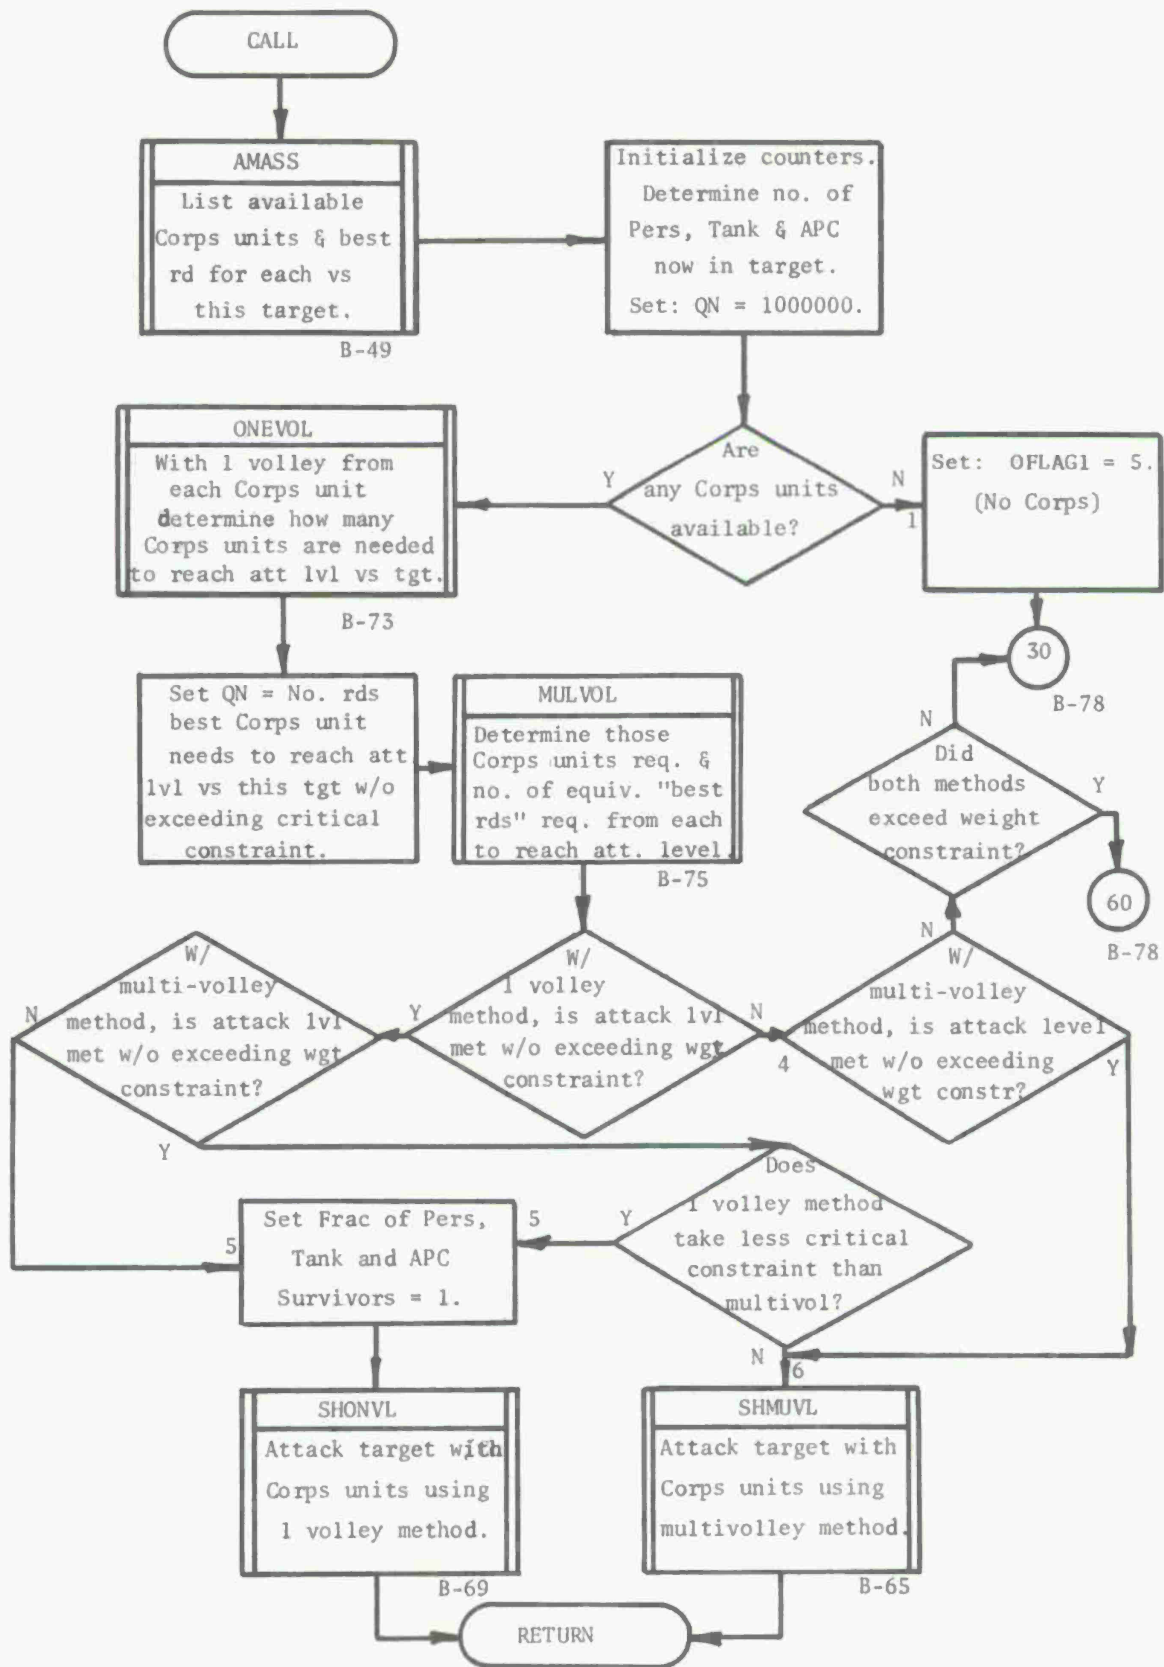 CALL
AMASS
List available
Corps units & best
rd for each vs
this target.
B-49
Initialize counters.
Determine no. of
Pers, Tank & APC
now in target.
Set: QN = 1000000.
Are
any Corps units
available?
Y
N
1
Set: OFLAG1 = 5.
(No Corps)
30
B-78
ONEVOL
With 1 volley from
each Corps unit
determine how many
Corps units are needed
to reach att lvl vs tgt.
B-73
Set QN = No. rds
best Corps unit
needs to reach att
lvl vs this tgt w/o
exceeding critical
constraint.
MULVOL
Determine those
Corps units req. &
no. of equiv. "best
rds" req. from each
to reach att. level.
B-75
N
Did
both methods
exceed weight
constraint?
Y
60
B-78
W/
multi-volley
method, is attack lvl
met w/o exceeding wgt
constraint?
N
Y
Y
W/
1 volley
method, is attack lvl
met w/o exceeding wgt
constraint?
N
4
N
W/
multi-volley
method, is attack level
met w/o exceeding
wgt constr?
Y
Does
1 volley method
take less critical
constraint than
multivol?
Y
5
N
6
5
Set Frac of Pers,
Tank and APC
Survivors = 1.
SHONVL
Attack target with
Corps units using
1 volley method.
B-69
SHMUVL
Attack target with
Corps units using
multivolley method.
B-65
RETURN